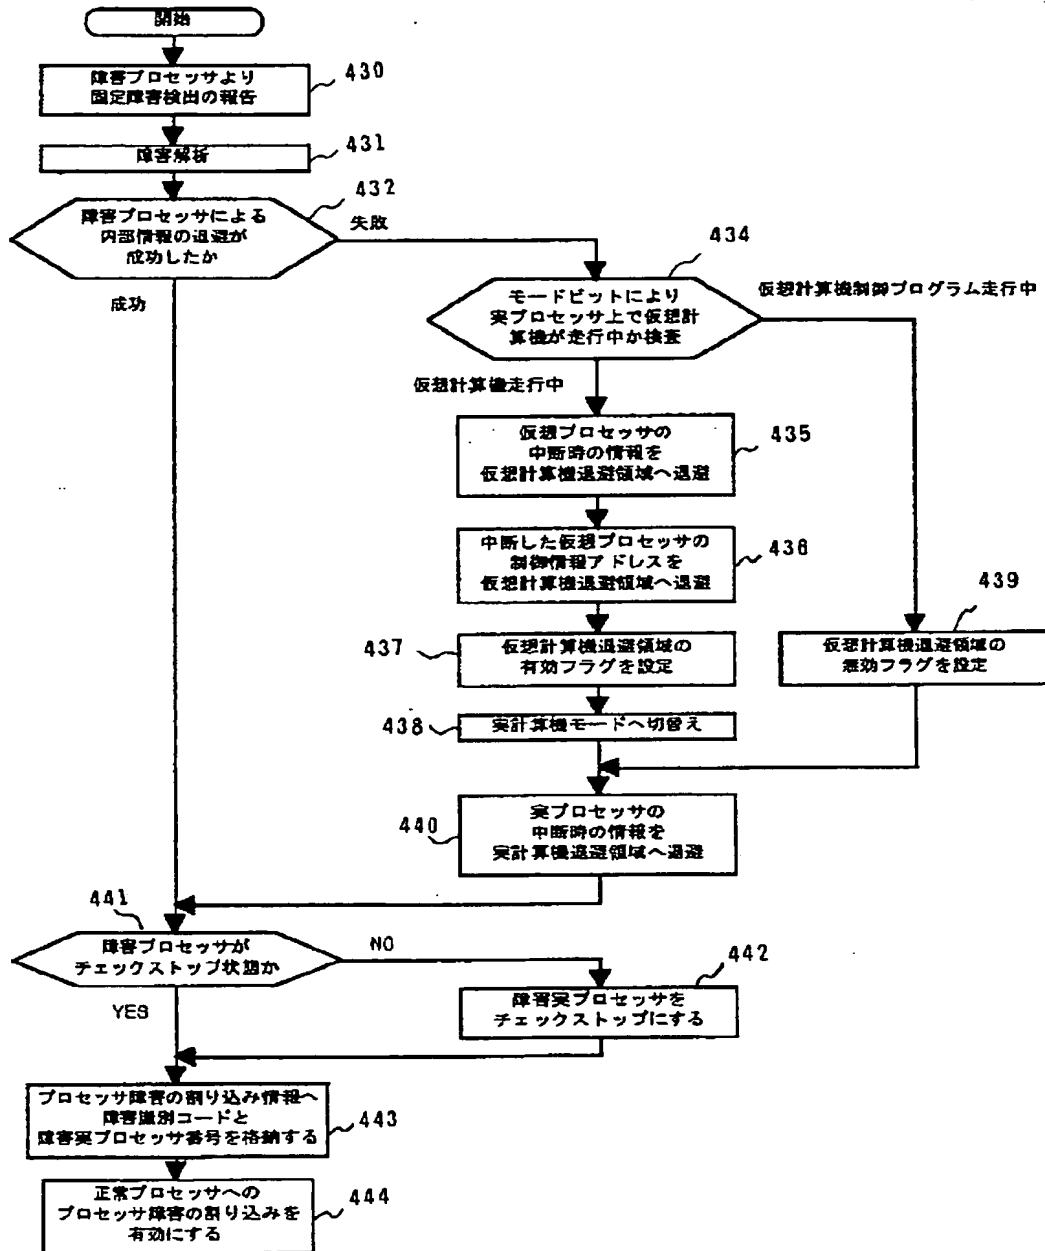 開始
障害プロセッサより
固定障害検出の報告
430
障害解析
431
432
障害プロセッサによる
内部情報の退避が
成功したか
失敗
成功
434
モードビットにより
実プロセッサ上で仮想計
算機が走行中か検査
仮想計算機制御プログラム走行中
仮想計算機走行中
仮想プロセッサの
中断時の情報を
仮想計算機退避領域へ退避
435
中断した仮想プロセッサの
制御情報アドレスを
仮想計算機退避領域へ退避
436
437
仮想計算機退避領域の
有効フラグを設定
439
仮想計算機退避領域の
無効フラグを設定
438
実計算機モードへ切替え
440
実プロセッサの
中断時の情報を
実計算機退避領域へ退避
441
障害プロセッサが
チェックストップ状態か
NO
YES
442
障害実プロセッサを
チェックストップにする
プロセッサ障害の割り込み情報へ
障害識別コードと
障害実プロセッサ番号を格納する
443
正常プロセッサへの
プロセッサ障害の割り込みを
有効にする
444